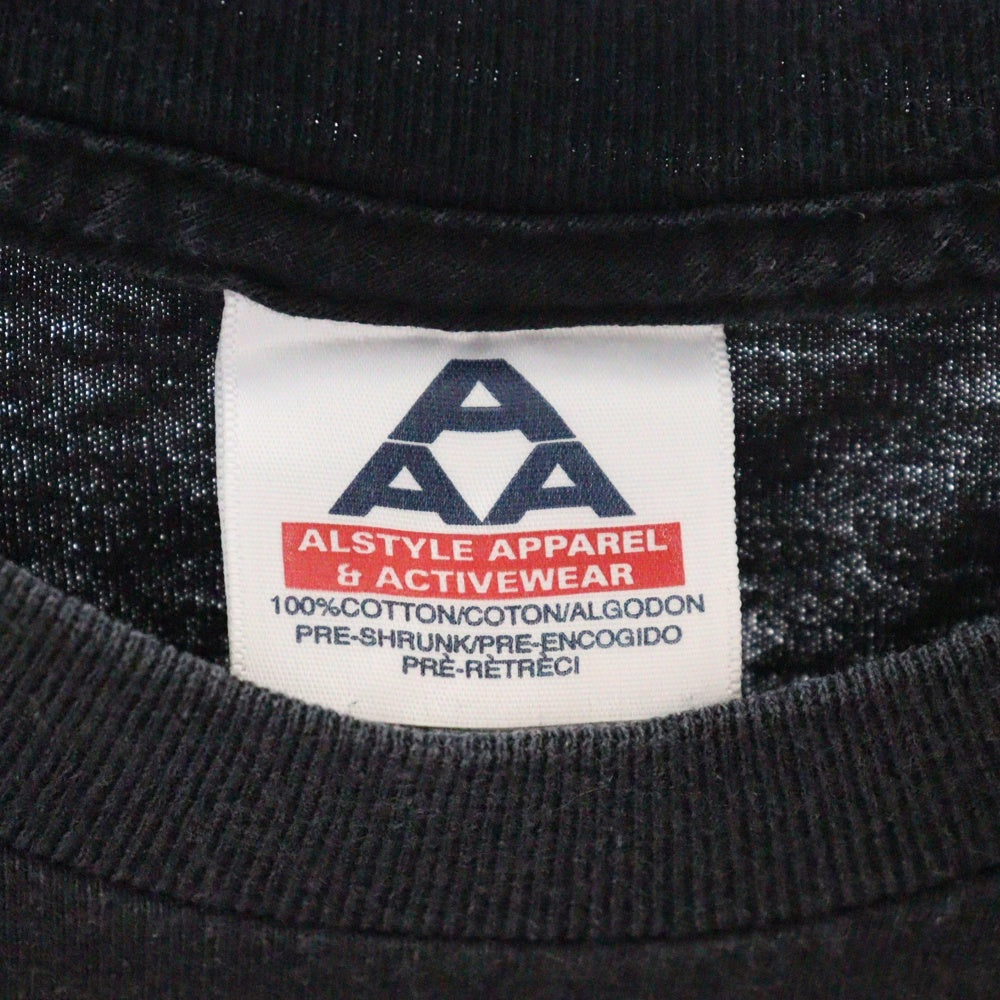 A
A A
ALSTYLE APPAREL
& ACTIVEWEAR
100%COTTON/COTON/ALGODON
PRE-SHRUNK/PRE-ENCOGIDO
PRÈ-RÈTRÈCI